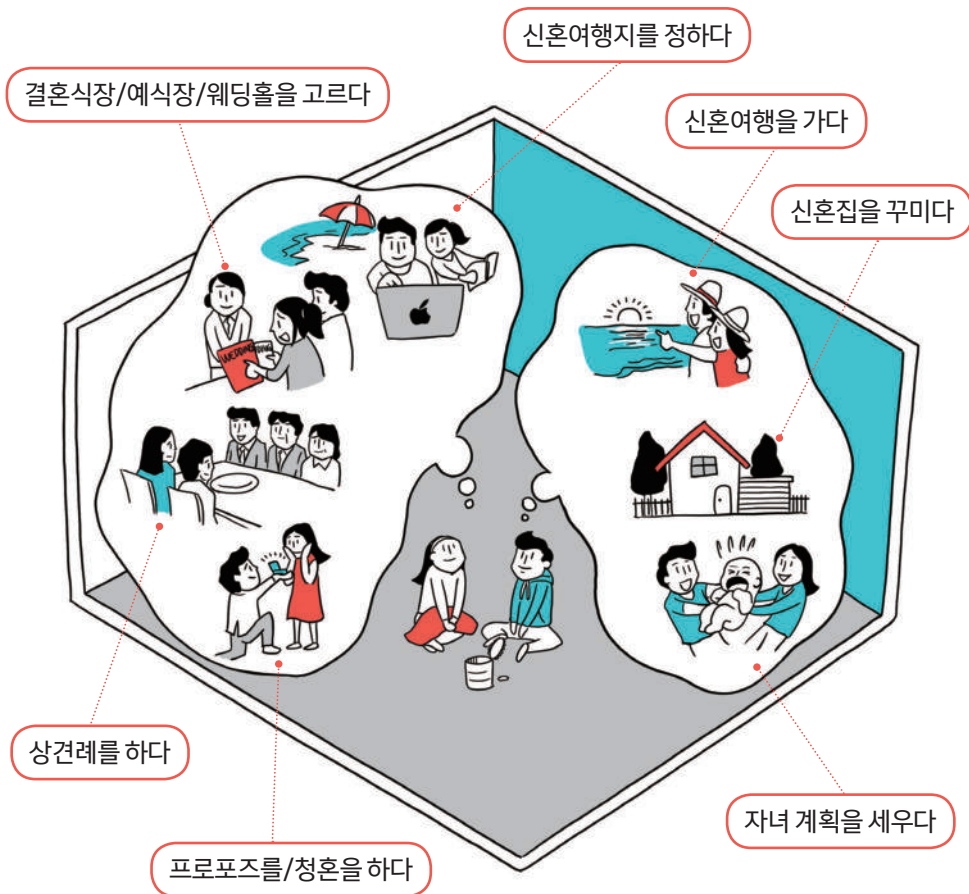 신혼여행지를 정하다
결혼식장/예식장/웨딩홀을 고르다
신혼여행을 가다
신혼집을 꾸미다
WEDDING
상견례를 하다
자녀 계획을 세우다
프로포즈를/청혼을 하다